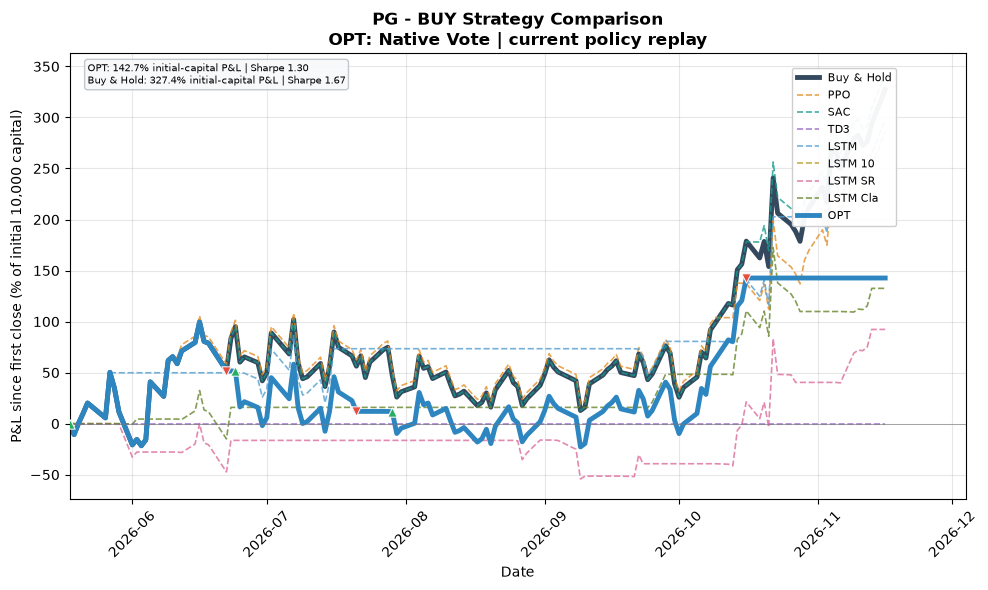 PG - BUY Strategy Comparison
OPT: Native Vote | current policy replay
OPT: 142.7% initial-capital P&L | Sharpe 1.30
Buy & Hold: 327.4% initial-capital P&L | Sharpe 1.67
Buy & Hold
PPO
SAC
TD3
LSTM
LSTM 10
LSTM SR
LSTM Cla
OPT
P&L since first close (% of initial 10,000 capital)
350
300
250
200
150
100
50
0
−50
2026-06
2026-07
2026-08
2026-09
2026-10
2026-11
2026-12
Date